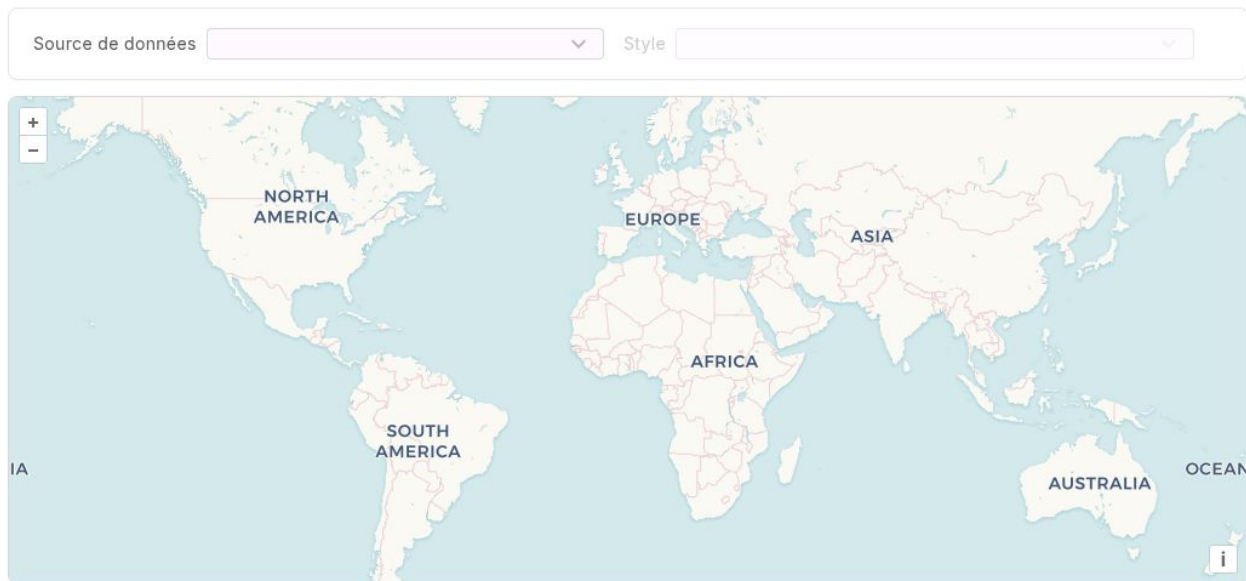 Source de données
Style
+
−
NORTH
AMERICA
EUROPE
ASIA
AFRICA
SOUTH
AMERICA
IA
OCEAN
AUSTRALIA
i